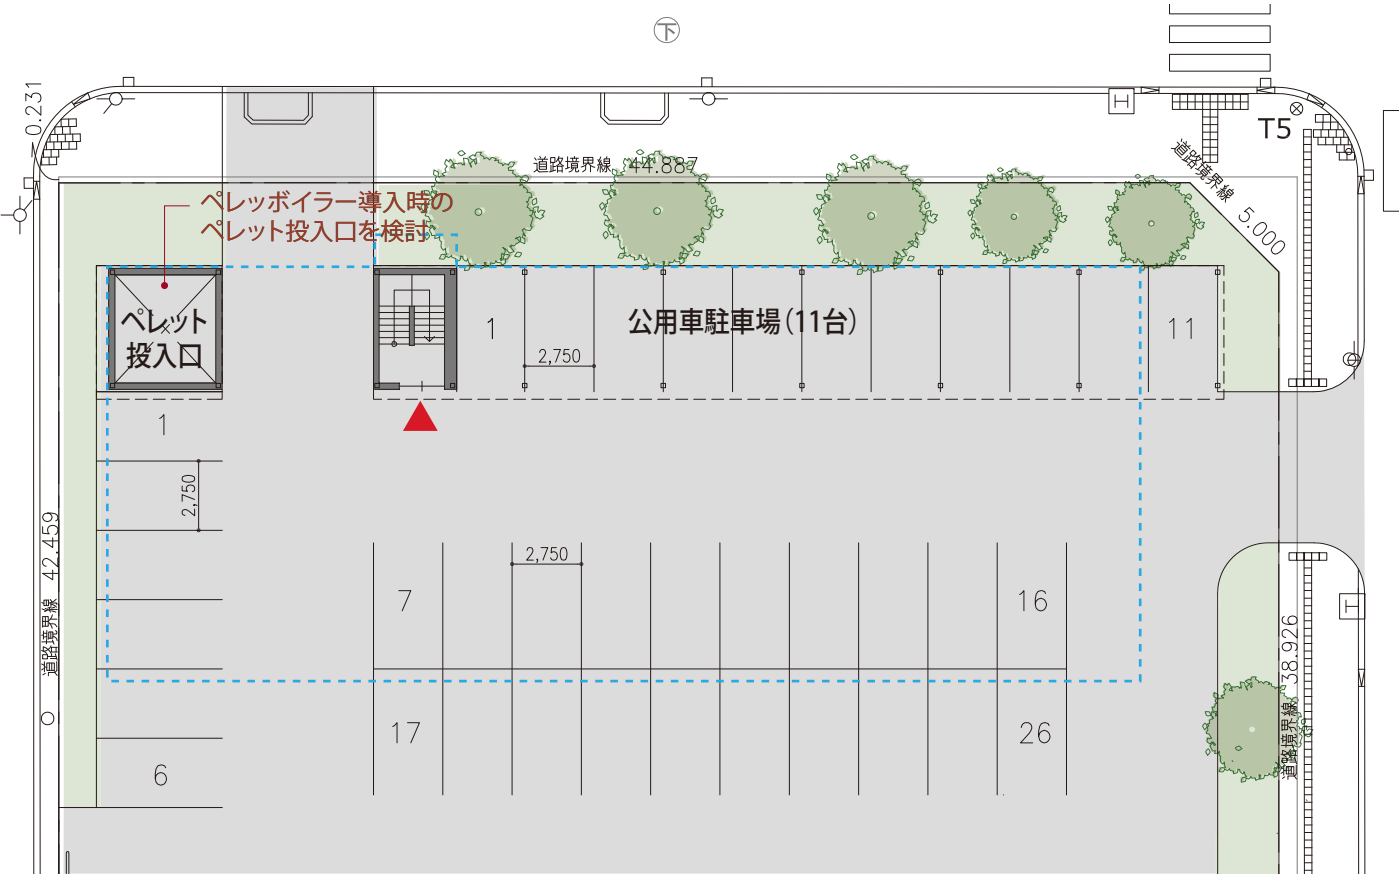 下
0.231
T5
道路境界線 44.887
道路境界線 5.000
ペレッボイラー導入時の
ペレット投入口を検討
ペレット
投入口
1
公用車駐車場（11台）
11
2,750
1
2,750
2,750
7
16
道路境界線 42.459
道路境界線 38.926
17
26
6